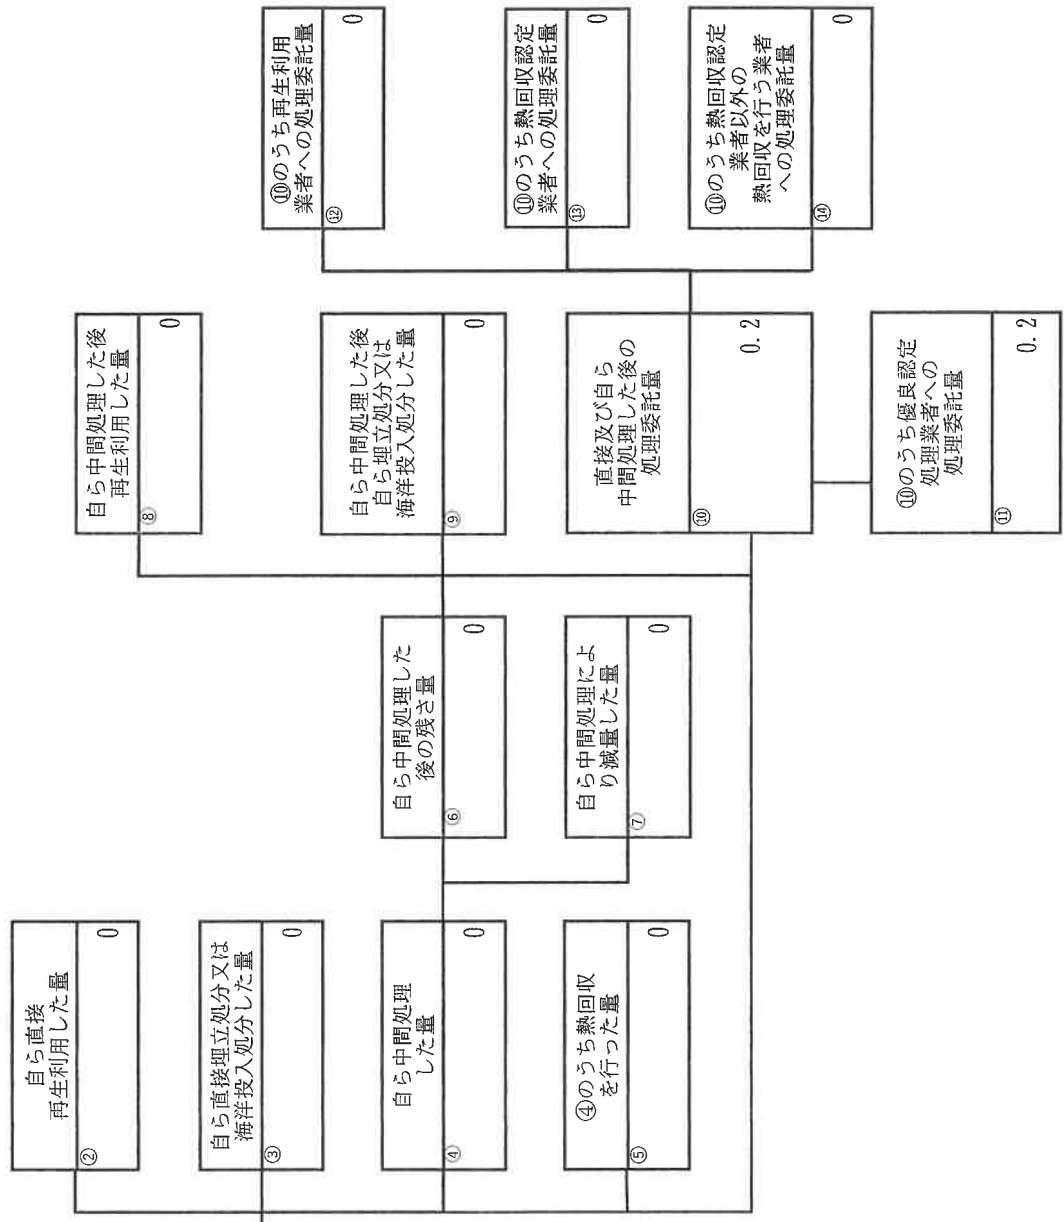 自ら直接
再生利用した量
②
0
自ら直接埋立処分又は
海洋投入処分した量
③
0
自ら中間処理
した量
④
0
④のうち熱回収
を行った量
⑤
0
自ら中間処理した
後の残さ量
⑥
0
自ら中間処理によ
り減量した量
⑦
0
自ら中間処理した後
再生利用した量
⑧
0
自ら中間処理した後
自ら埋立処分又は
海洋投入処分した量
⑨
0
直接及び自ら
中間処理した後の
処理委託量
⑩
0.2
⑩のうち優良認定
処理業者への
処理委託量
⑪
0.2
⑩のうち再生利用
業者への処理委託量
⑫
0
⑩のうち熱回収認定
業者への処理委託量
⑬
0
⑩のうち熱回収認定
業者以外の
熱回収を行う業者
への処理委託量
⑭
0